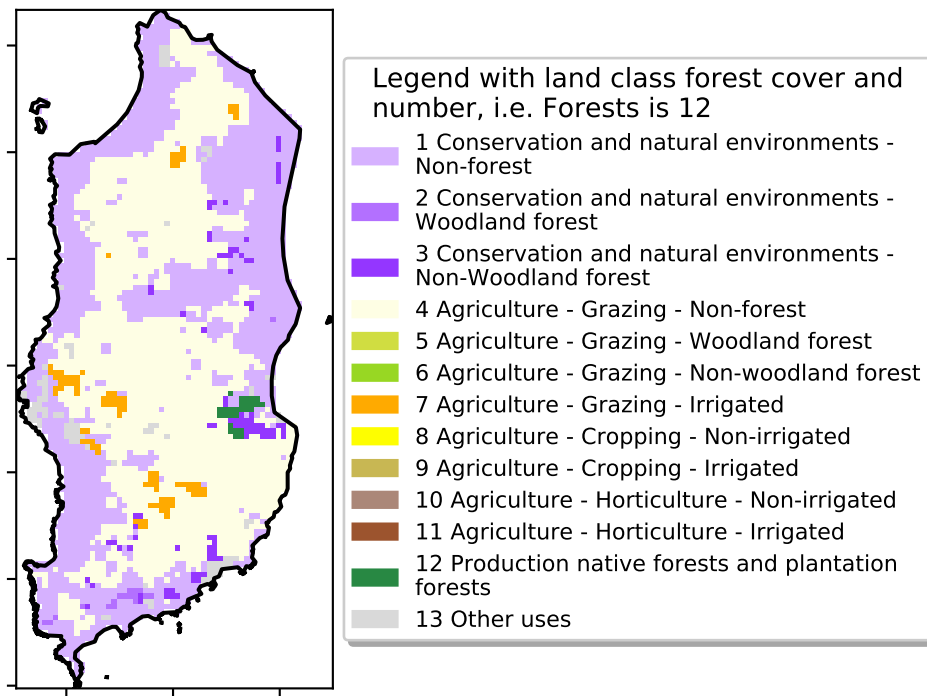 Legend with land class forest cover and
number, i.e. Forests is 12
1 Conservation and natural environments -
Non-forest
2 Conservation and natural environments -
Woodland forest
3 Conservation and natural environments -
Non-Woodland forest
4 Agriculture - Grazing - Non-forest
5 Agriculture - Grazing - Woodland forest
6 Agriculture - Grazing - Non-woodland forest
7 Agriculture - Grazing - Irrigated
8 Agriculture - Cropping - Non-irrigated
9 Agriculture - Cropping - Irrigated
10 Agriculture - Horticulture - Non-irrigated
11 Agriculture - Horticulture - Irrigated
12 Production native forests and plantation
forests
13 Other uses